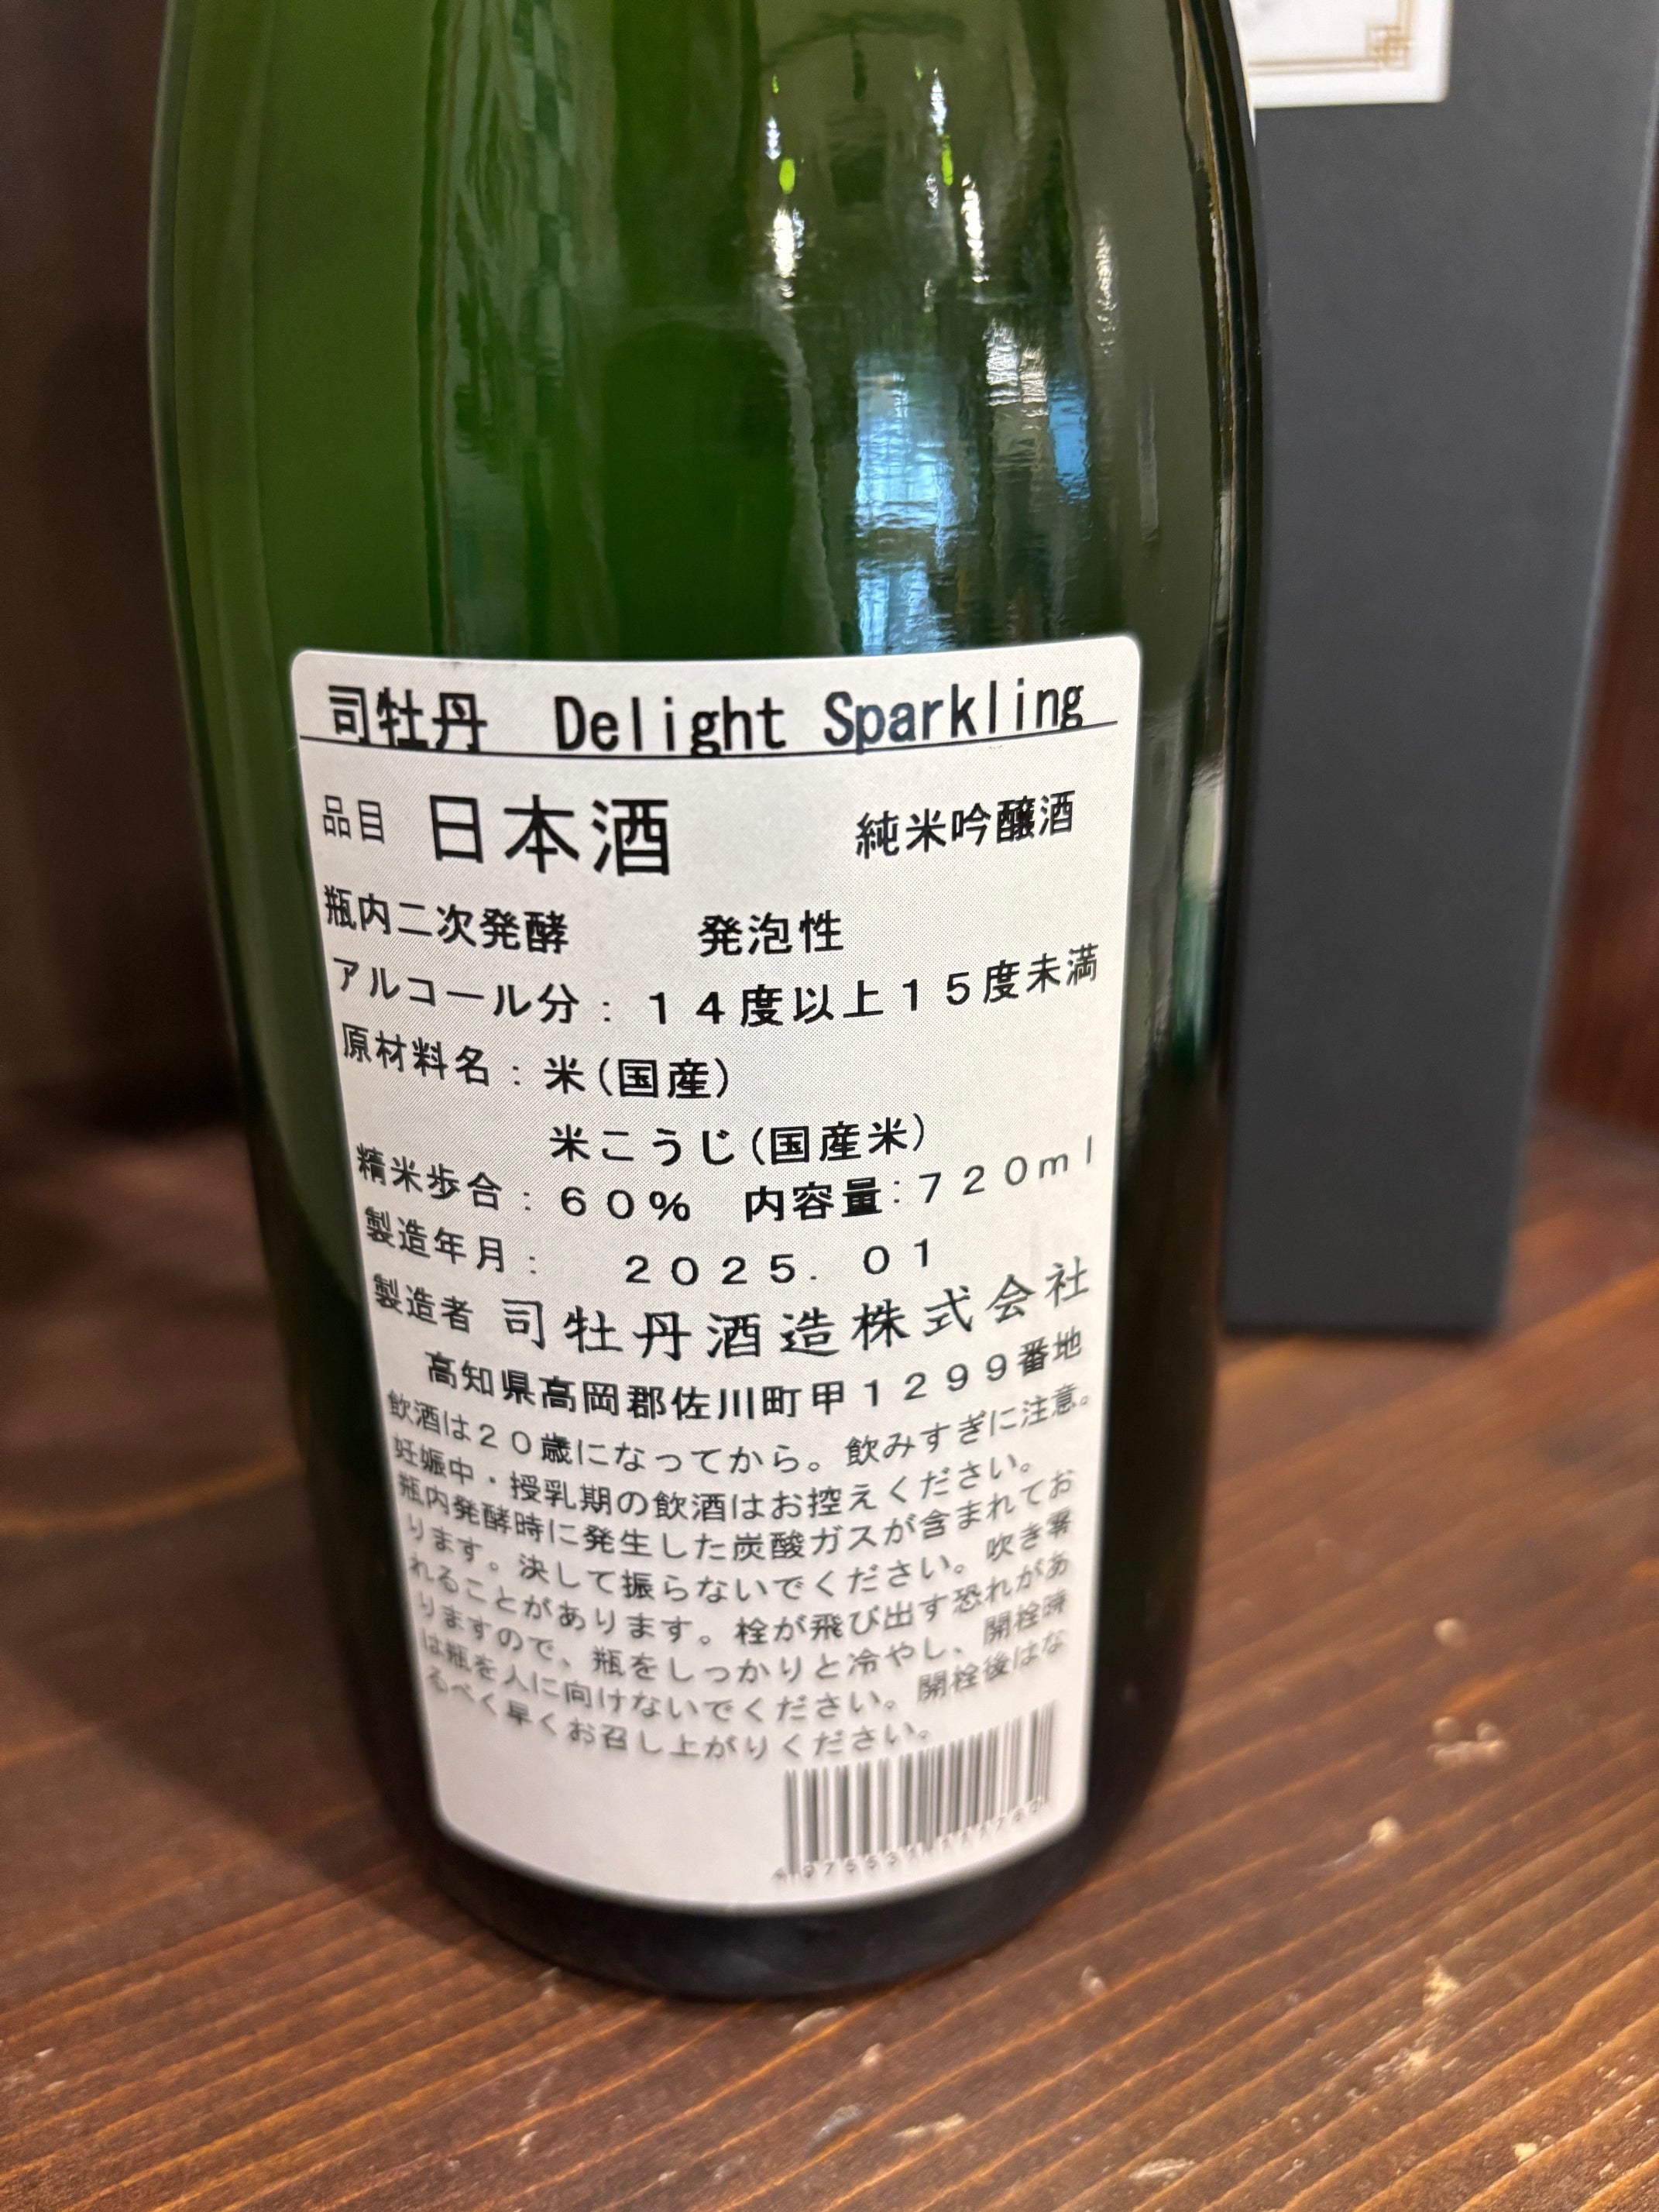 司牡丹　Delight Sparkling
品目　日本酒　純米吟醸酒
瓶内二次発酵　発泡性
アルコール分：１４度以上１５度未満
原材料名：米(国産)
米こうじ(国産米)
精米歩合：６０％　内容量：７２０ｍｌ
製造年月：　２０２５．０１
製造者　司牡丹酒造株式会社
高知県高岡郡佐川町甲１２９９番地
飲酒は２０歳になってから。飲みすぎに注意。
妊娠中・授乳期の飲酒はお控えください。
瓶内発酵時に発生した炭酸ガスが含まれてお
ります。決して振らないでください。吹き零
れることがあります。栓が飛び出す恐れがあ
りますので、瓶をしっかりと冷やし、開栓時
は瓶を人に向けないでください。開栓後はな
るべく早くお召し上がりください。